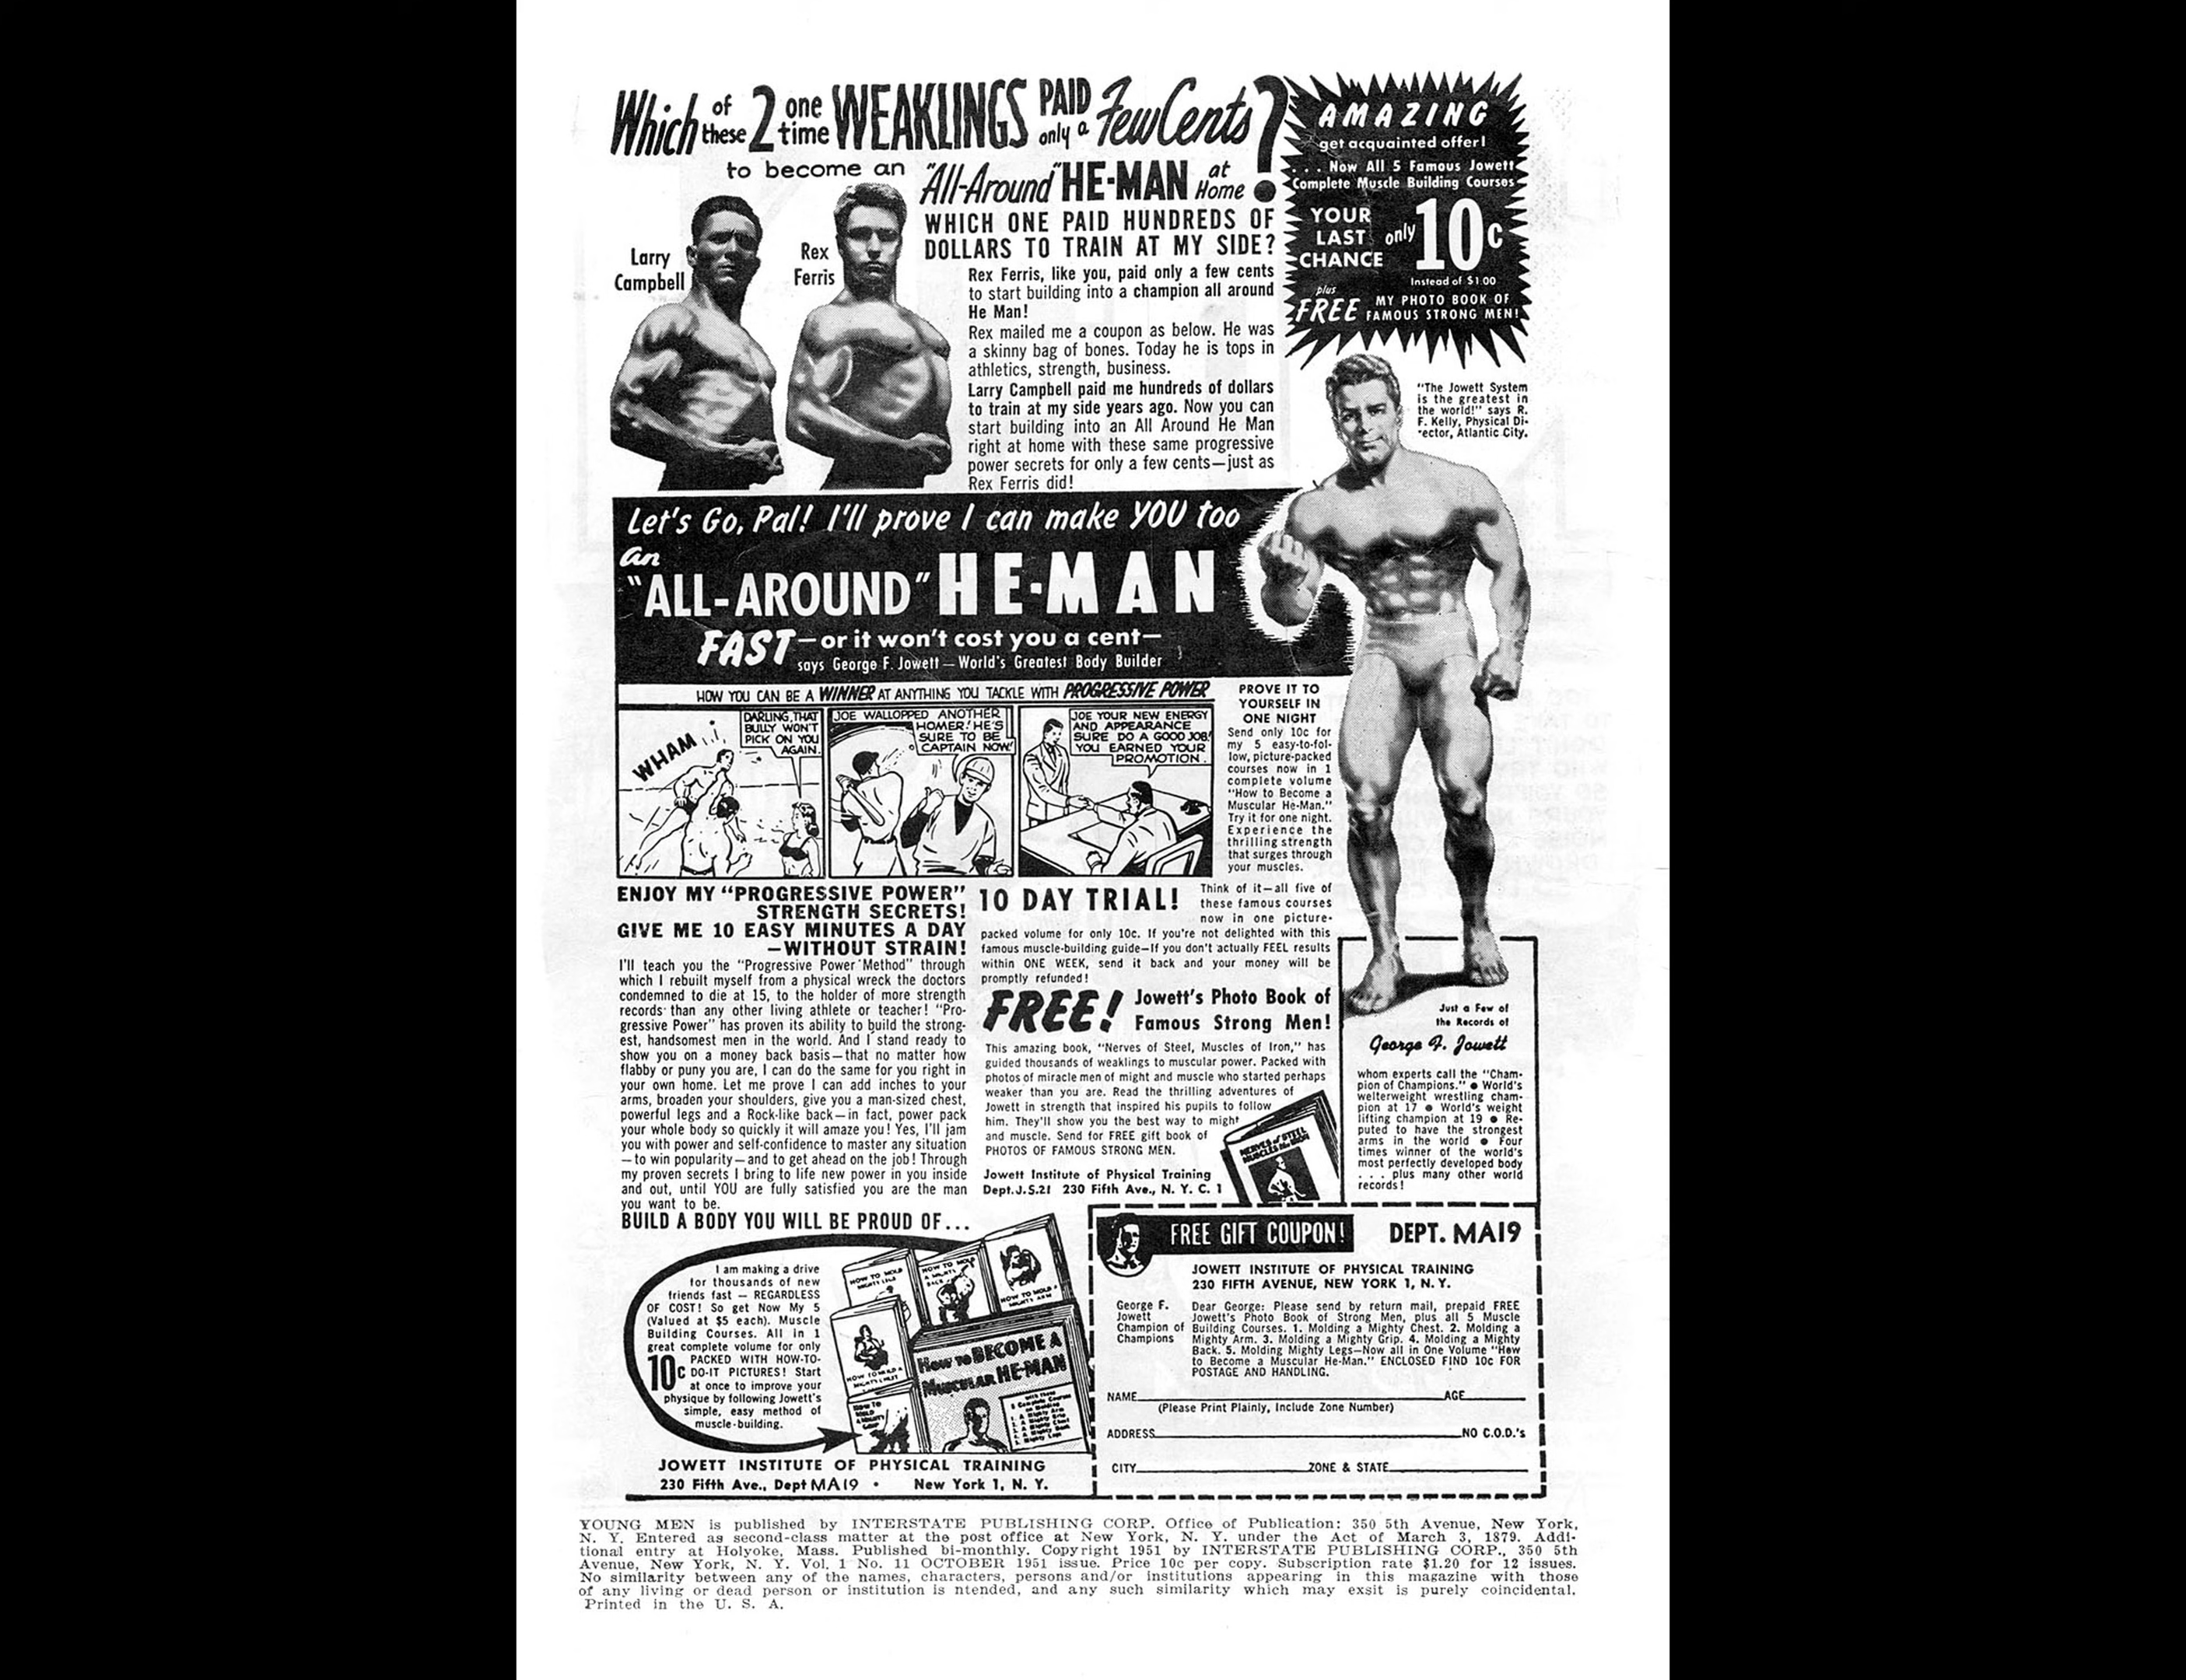 Which of these 2 one time WEAKLINGS PAID only a Few Cents?
to become an "All-Around" HE-MAN at Home
WHICH ONE PAID HUNDREDS OF
DOLLARS TO TRAIN AT MY SIDE?
Larry
Campbell
Rex
Ferris
Rex Ferris, like you, paid only a few cents
to start building into a champion all around
He Man!
Rex mailed me a coupon as below. He was
a skinny bag of bones. Today he is tops in
athletics, strength, business.
Larry Campbell paid me hundreds of dollars
to train at my side years ago. Now you can
start building into an All Around He Man
right at home with these same progressive
power secrets for only a few cents—just as
Rex Ferris did!
AMAZING
get acquainted offer!
. . . Now All 5 Famous Jowett
Complete Muscle Building Courses
YOUR
LAST
CHANCE
only 10c
Instead of $1.00
plus
FREE MY PHOTO BOOK OF
FAMOUS STRONG MEN!
"The Jowett System
is the greatest in
the world!" says R.
F. Kelly, Physical Di-
rector, Atlantic City.
Let's Go, Pal! I'll prove I can make YOU too
an
"ALL-AROUND" HE-MAN
FAST—or it won't cost you a cent—
says George F. Jowett—World's Greatest Body Builder
HOW YOU CAN BE A WINNER AT ANYTHING YOU TACKLE WITH PROGRESSIVE POWER
WHAM
DARLING, THAT
BULLY WON'T
PICK ON YOU
AGAIN.
JOE WALLOPPED ANOTHER
HOMER! HE'S
SURE TO BE
CAPTAIN NOW!
JOE YOUR NEW ENERGY
AND APPEARANCE
SURE DO A GOOD JOB!
YOU EARNED YOUR
PROMOTION.
PROVE IT TO
YOURSELF IN
ONE NIGHT
Send only 10c for
my 5 easy-to-fol-
low, picture-packed
courses now in 1
complete volume
"How to Become a
Muscular He-Man."
Try it for one night.
Experience the
thrilling strength
that surges through
your muscles.
ENJOY MY "PROGRESSIVE POWER"
STRENGTH SECRETS!
GIVE ME 10 EASY MINUTES A DAY
—WITHOUT STRAIN!
I'll teach you the "Progressive Power Method" through
which I rebuilt myself from a physical wreck the doctors
condemned to die at 15, to the holder of more strength
records than any other living athlete or teacher! "Pro-
gressive Power" has proven its ability to build the strong-
est, handsomest men in the world. And I stand ready to
show you on a money back basis—that no matter how
flabby or puny you are, I can do the same for you right in
your own home. Let me prove I can add inches to your
arms, broaden your shoulders, give you a man-sized chest,
powerful legs and a Rock-like back—in fact, power pack
your whole body so quickly it will amaze you! Yes, I'll jam
you with power and self-confidence to master any situation
—to win popularity—and to get ahead on the job! Through
my proven secrets I bring to life new power in you inside
and out, until YOU are fully satisfied you are the man
you want to be.
10 DAY TRIAL!
Think of it—all five of
these famous courses
now in one picture-
packed volume for only 10c. If you're not delighted with this
famous muscle-building guide—If you don't actually FEEL results
within ONE WEEK, send it back and your money will be
promptly refunded!
FREE! Jowett's Photo Book of
Famous Strong Men!
This amazing book, "Nerves of Steel, Muscles of Iron," has
guided thousands of weaklings to muscular power. Packed with
photos of miracle men of might and muscle who started perhaps
weaker than you are. Read the thrilling adventures of
Jowett in strength that inspired his pupils to follow
him. They'll show you the best way to might
and muscle. Send for FREE gift book of
PHOTOS OF FAMOUS STRONG MEN.
Jowett Institute of Physical Training
Dept.J.S.21 230 Fifth Ave., N. Y. C. 1
NERVES of STEEL
MUSCLES of IRON
Just a Few of
the Records of
George F. Jowett
whom experts call the "Cham-
pion of Champions." ● World's
welterweight wrestling cham-
pion at 17 ● World's weight
lifting champion at 19 ● Re-
puted to have the strongest
arms in the world ● Four
times winner of the world's
most perfectly developed body
. . . plus many other world
records!
BUILD A BODY YOU WILL BE PROUD OF...
I am making a drive
for thousands of new
friends fast — REGARDLESS
OF COST! So get Now My 5
(Valued at $5 each). Muscle
Building Courses. All in 1
great complete volume for only
10c PACKED WITH HOW-TO-
DO-IT PICTURES! Start
at once to improve your
physique by following Jowett's
simple, easy method of
muscle-building.
HOW TO MOLD
MIGHTY LEGS
HOW TO MOLD
A MIGHTY
BACK
HOW TO MOLD A
MIGHTY ARM
HOW TO MOLD A
MIGHTY CHEST
HOW TO
MOLD
A MIGHTY
GRIP
HOW TO BECOME A
MUSCULAR HE-MAN
5 Complete Courses
JOWETT INSTITUTE OF PHYSICAL TRAINING
230 Fifth Ave., Dept MA19 • New York 1, N. Y.
FREE GIFT COUPON! DEPT. MA19
JOWETT INSTITUTE OF PHYSICAL TRAINING
230 FIFTH AVENUE, NEW YORK 1, N. Y.
George F.
Jowett
Champion of
Champions
Dear George: Please send by return mail, prepaid FREE
Jowett's Photo Book of Strong Men, plus all 5 Muscle
Building Courses. 1. Molding a Mighty Chest. 2. Molding a
Mighty Arm. 3. Molding a Mighty Grip. 4. Molding a Mighty
Back. 5. Molding Mighty Legs—Now all in One Volume "How
to Become a Muscular He-Man." ENCLOSED FIND 10c FOR
POSTAGE AND HANDLING.
NAME AGE
(Please Print Plainly, Include Zone Number)
ADDRESS NO C.O.D.'s
CITY ZONE & STATE
YOUNG MEN is published by INTERSTATE PUBLISHING CORP. Office of Publication: 350 5th Avenue, New York,
N. Y. Entered as second-class matter at the post office at New York, N. Y. under the Act of March 3, 1879. Addi-
tional entry at Holyoke, Mass. Published bi-monthly. Copyright 1951 by INTERSTATE PUBLISHING CORP., 350 5th
Avenue, New York, N. Y. Vol. 1 No. 11 OCTOBER 1951 issue. Price 10c per copy. Subscription rate $1.20 for 12 issues.
No similarity between any of the names, characters, persons and/or institutions appearing in this magazine with those
of any living or dead person or institution is ntended, and any such similarity which may exsit is purely coincidental.
Printed in the U. S. A.